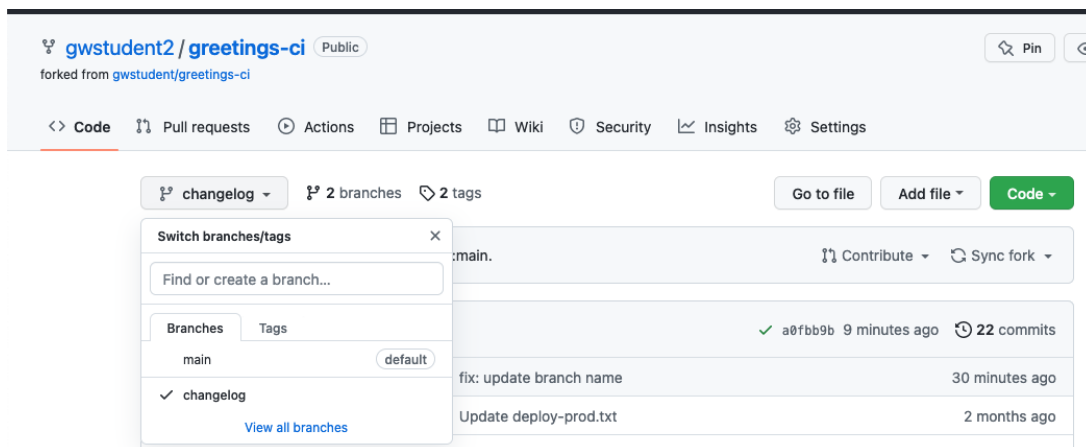 gwstudent2 / greetings-ci Public
Pin
forked from gwstudent/greetings-ci
<> Code Pull requests Actions Projects Wiki Security Insights Settings
changelog 2 branches 2 tags Go to file Add file Code
Switch branches/tags
:main. Contribute Sync fork
Find or create a branch...
Branches Tags
a0fbb9b 9 minutes ago 22 commits
main default
fix: update branch name 30 minutes ago
changelog
Update deploy-prod.txt 2 months ago
View all branches